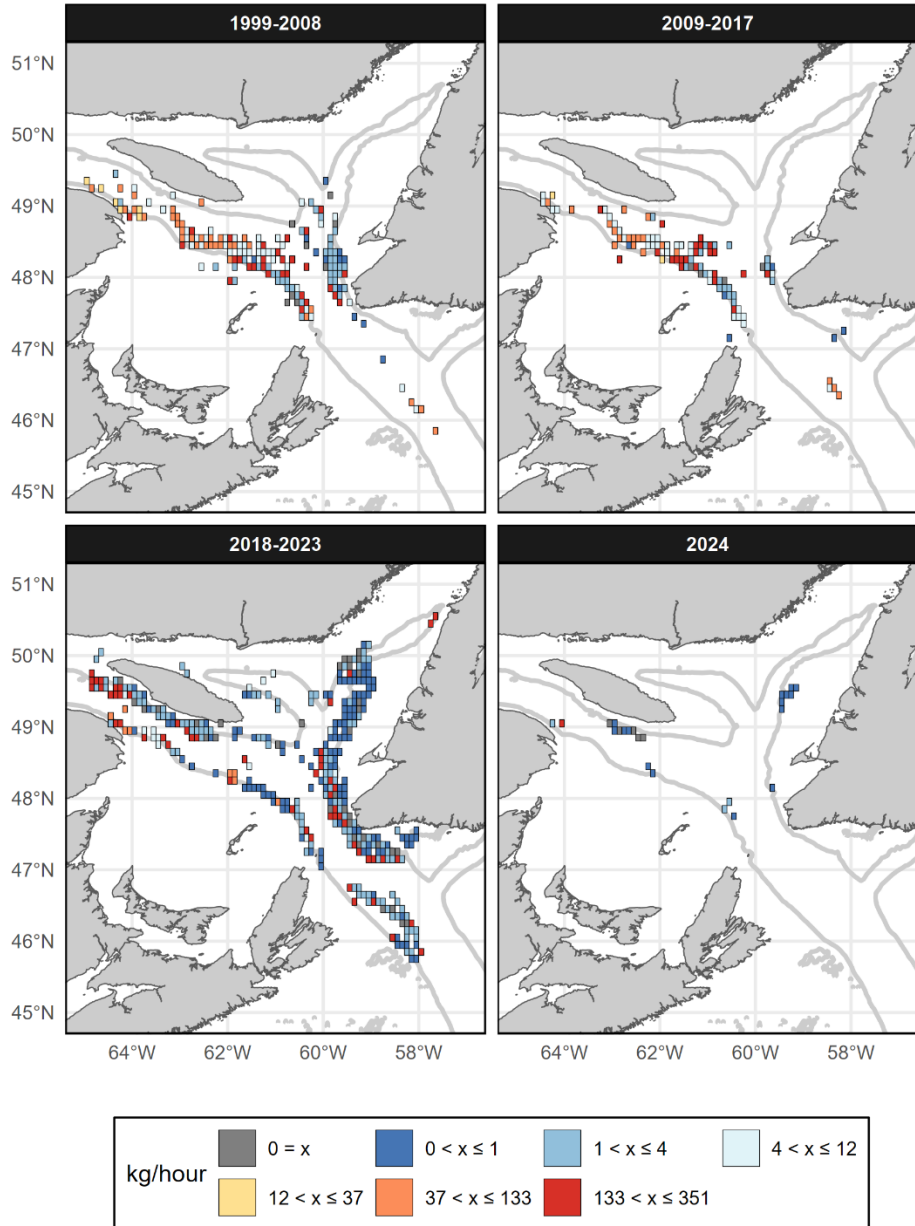 1999-2008
2009-2017
51°N
50°N
49°N
48°N
47°N
46°N
45°N
2018-2023
2024
51°N
50°N
49°N
48°N
47°N
46°N
45°N
64°W 62°W 60°W 58°W
64°W 62°W 60°W 58°W
kg/hour
0 = x
0 < x ≤ 1
1 < x ≤ 4
4 < x ≤ 12
12 < x ≤ 37
37 < x ≤ 133
133 < x ≤ 351